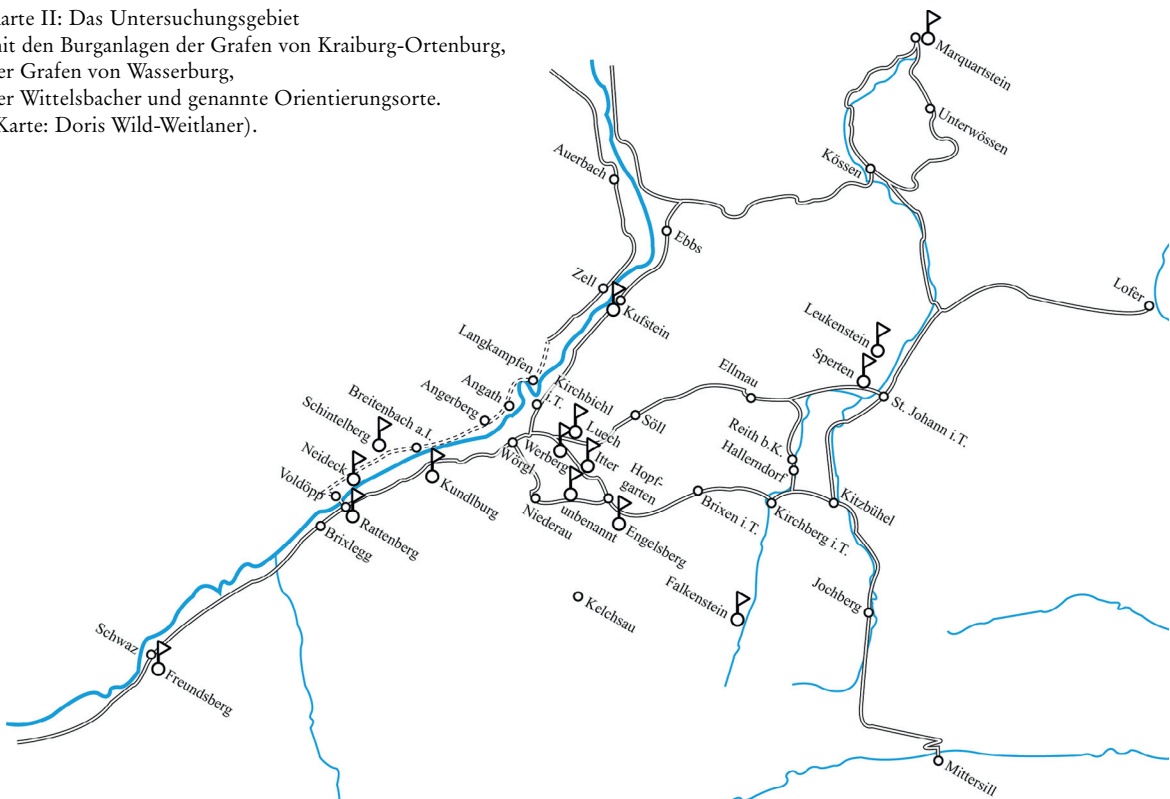 arte II: Das Untersuchungsgebiet
it den Burganlagen der Grafen von Kraiburg-Ortenburg,
er Grafen von Wasserburg,
er Wittelsbacher und genannte Orientierungsorte.
Karte: Doris Wild-Weitlaner).
Marquartstein
Unterwössen
Kössen
Auerbach
Ebbs
Zell
Kufstein
Lofer
Leukenstein
Sperten
St. Johann i.T.
Langkampfen
Kirchbichl
i.T.
Angath
Angerberg
Breitenbach a.I.
Schintelberg
Neideck
Voldöpp
Rattenberg
Brixlegg
Kundlburg
Wörgl
Werberg
Luech
Itter
Söll
Ellmau
Reith b.K.
Hallerndorf
Hopf-
garten
Niederau
unbenannt
Engelsberg
Brixen i.T.
Kirchberg i.T.
Kitzbühel
Jochberg
Falkenstein
Kelchsau
Schwaz
Freundsberg
Mittersill